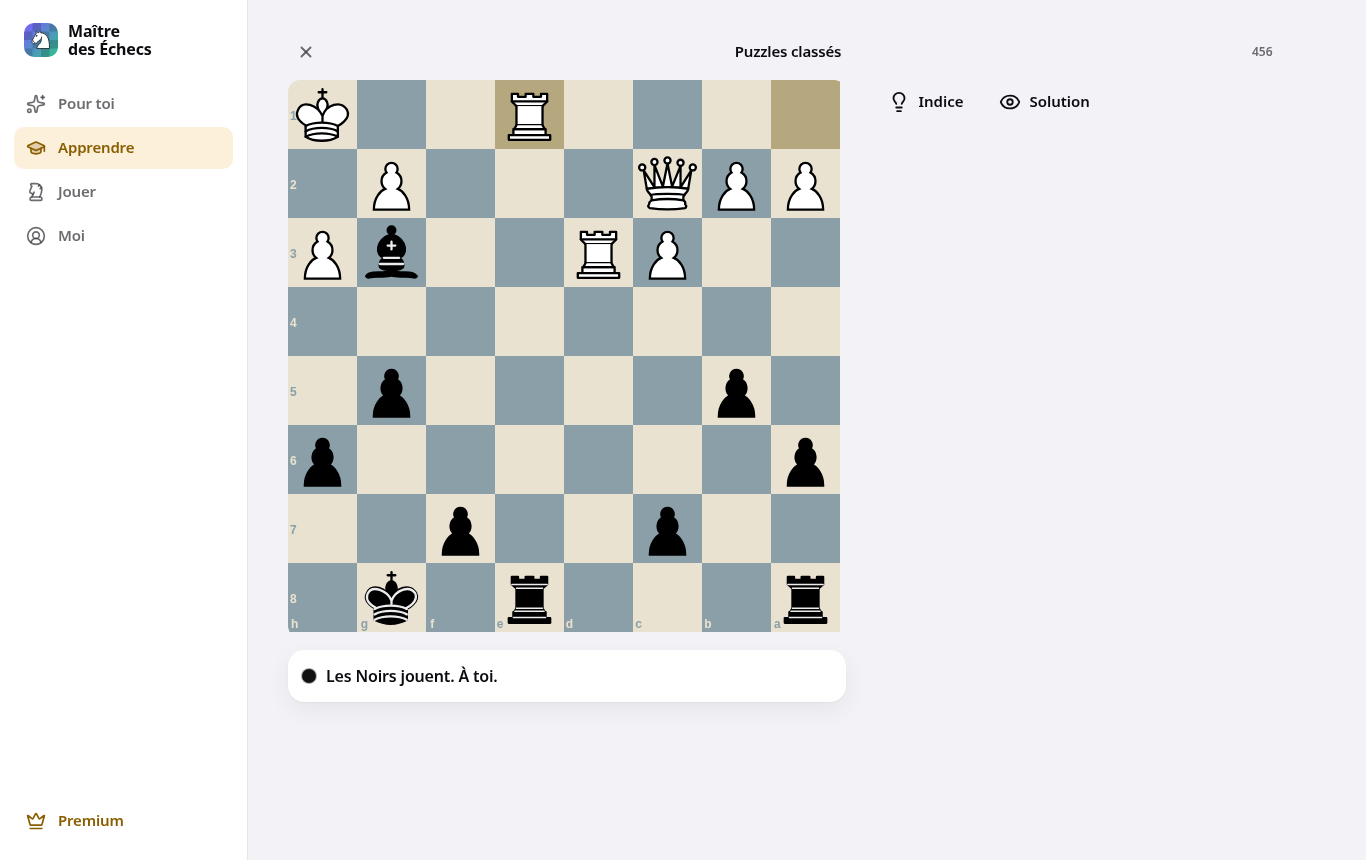 Maître
des Échecs
Pour toi
Apprendre
Jouer
Moi
Premium
Puzzles classés
456
1
2
3
4
5
6
7
8
h g f e d c b a
Les Noirs jouent. À toi.
Indice
Solution